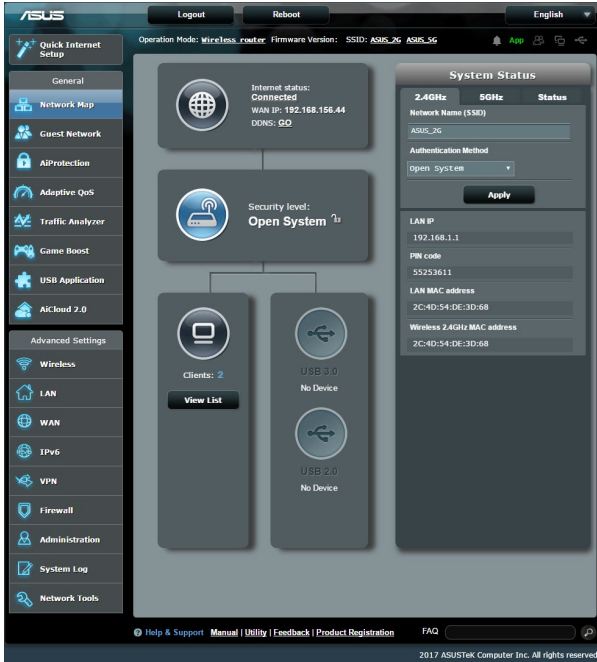 ASUS
Logout
Reboot
English
Quick Internet
Setup
Operation Mode: Wireless router Firmware Version: SSID: ASUS_2G ASUS_5G
App
General
Network Map
Guest Network
AiProtection
Adaptive QoS
Traffic Analyzer
Game Boost
USB Application
AiCloud 2.0
Advanced Settings
Wireless
LAN
WAN
IPv6
VPN
Firewall
Administration
System Log
Network Tools
Internet status:
Connected
WAN IP: 192.168.156.44
DDNS: GO
Security level:
Open System
Clients: 2
View List
USB 3.0
No Device
USB 2.0
No Device
System Status
2.4GHz 5GHz Status
Network Name (SSID)
ASUS_2G
Authentication Method
Open System
Apply
LAN IP
192.168.1.1
PIN code
55253611
LAN MAC address
2C:4D:54:DE:3D:68
Wireless 2.4GHz MAC address
2C:4D:54:DE:3D:68
Help & Support Manual | Utility | Feedback | Product Registration FAQ
2017 ASUSTeK Computer Inc. All rights reserved